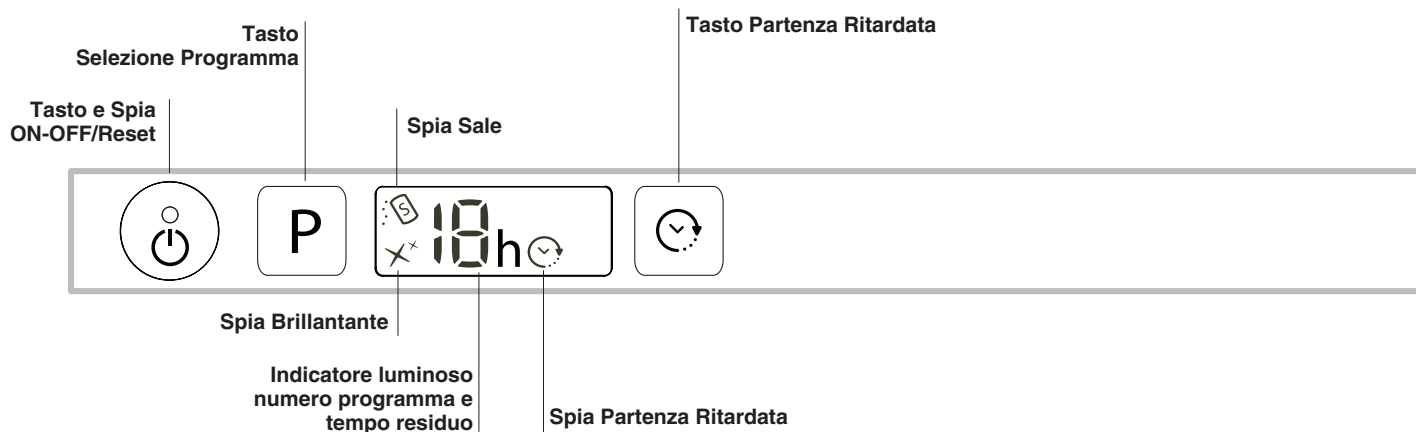 Tasto
Selezione Programma
Tasto Partenza Ritardata
Tasto e Spia
ON-OFF/Reset
Spia Sale
P
S
18h
Spia Brillantante
Indicatore luminoso
numero programma e
tempo residuo
Spia Partenza Ritardata